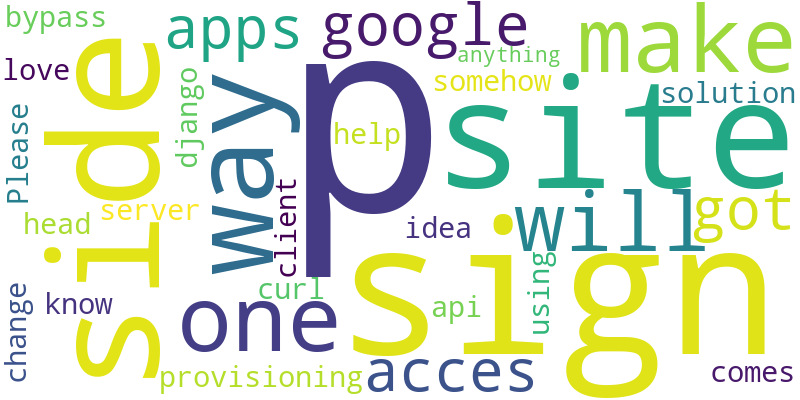 bypass
apps
google
make
love
anything
somehow
solution
side
django
way
p
site
help
Please
sign
client
server
head
idea
will
got
change
know
curl
one
api
using
provisioning
acces
comes